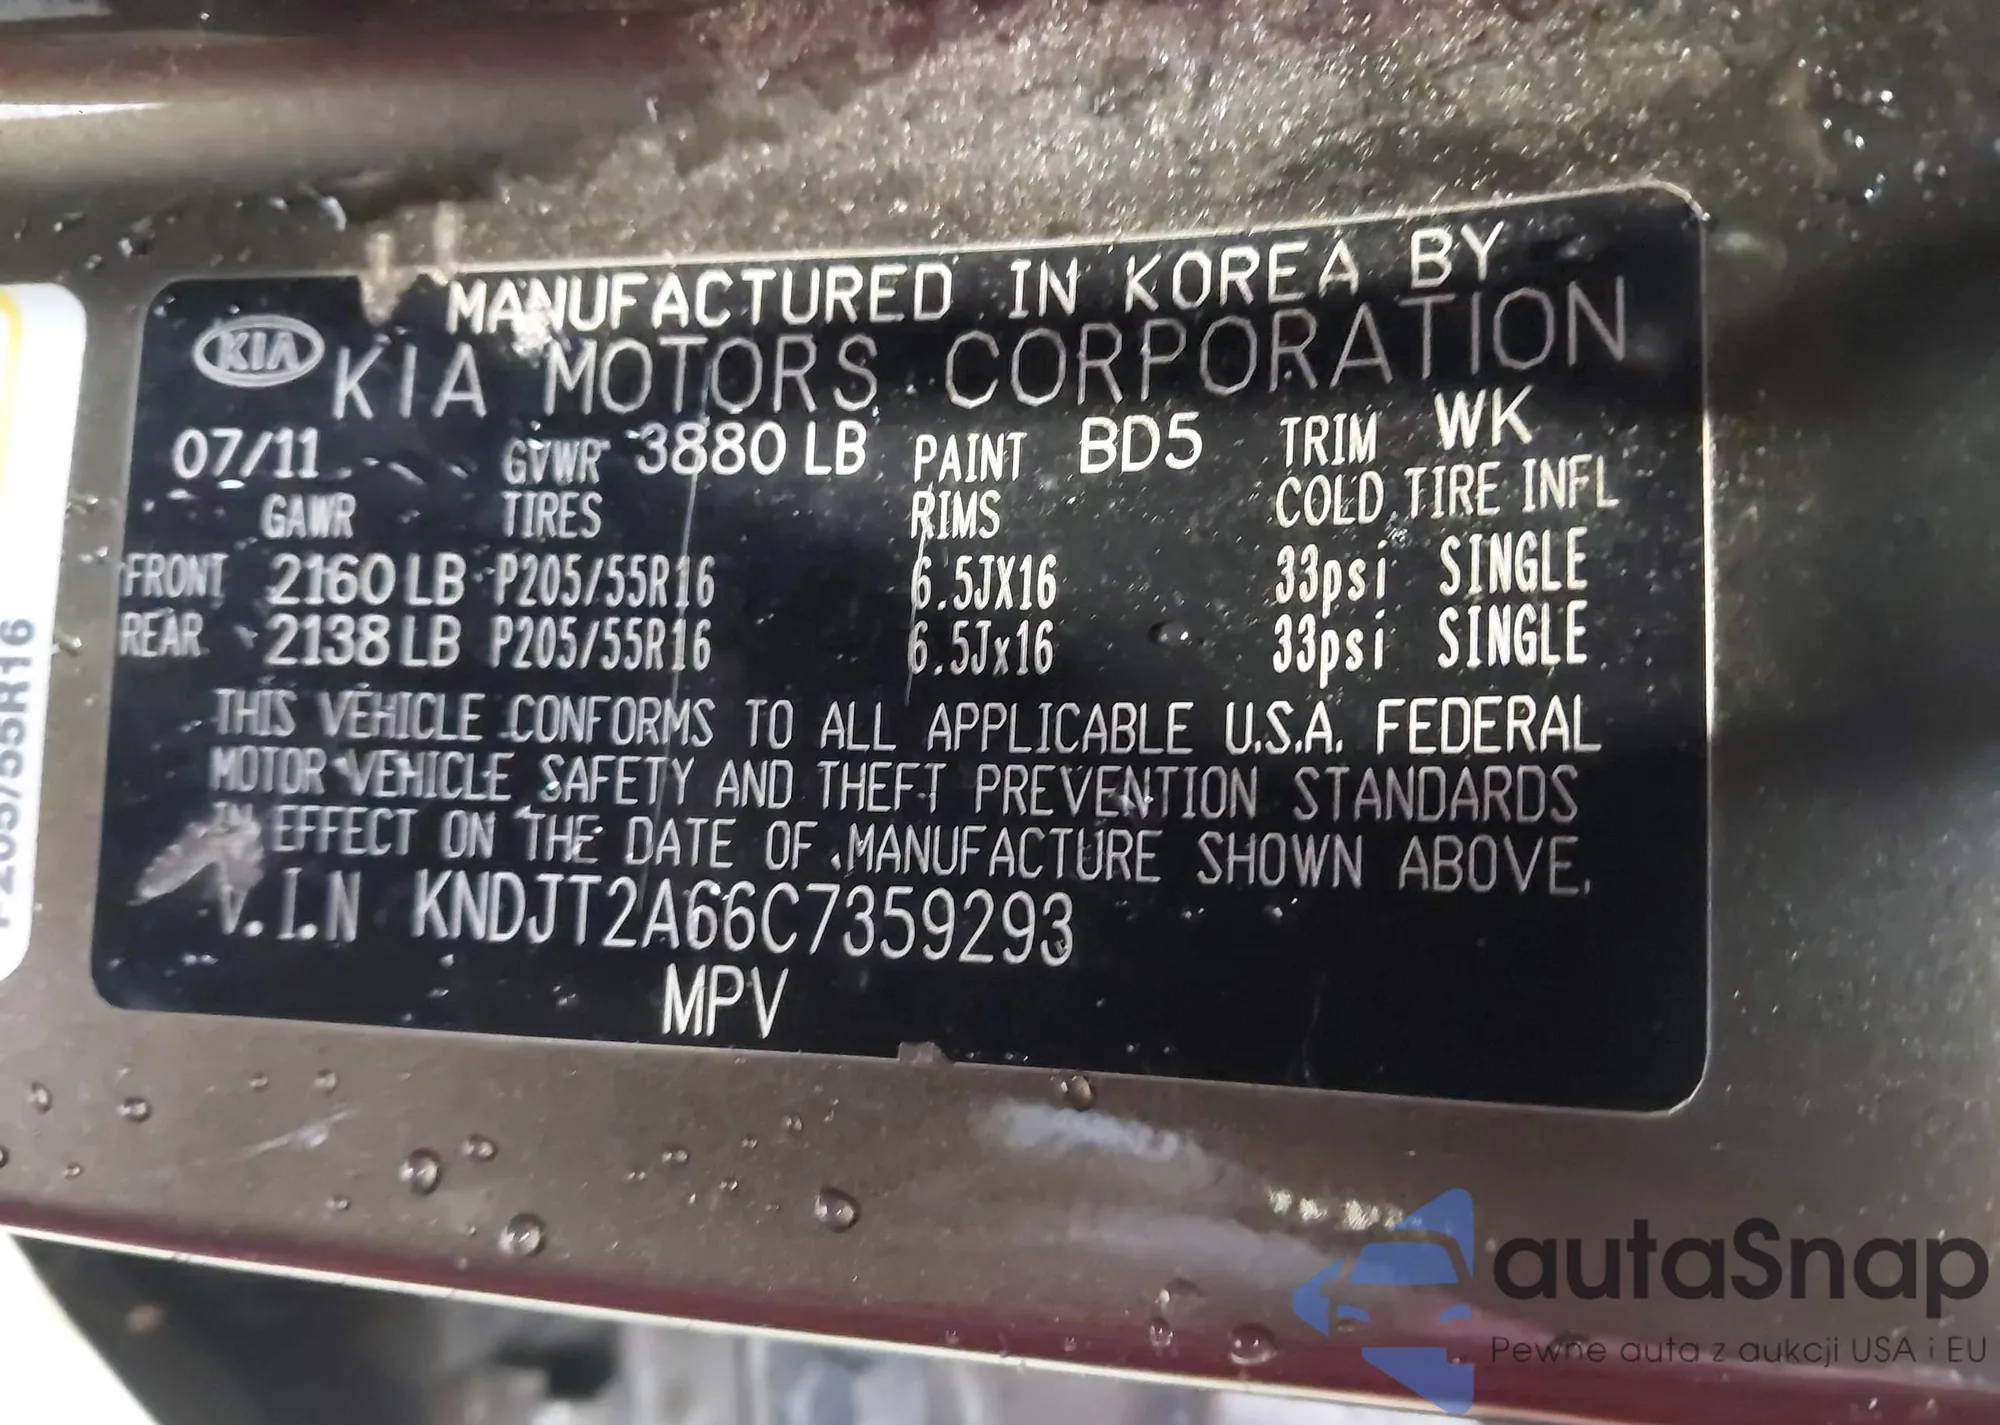 MANUFACTURED IN KOREA BY
KIA KIA MOTORS CORPORATION
07/11 GVWR 3880 LB PAINT BD5 TRIM WK
GAWR TIRES RIMS COLD TIRE INFL
FRONT 2160 LB P205/55R16 6.5JX16 33psi SINGLE
REAR 2138 LB P205/55R16 6.5Jx16 33psi SINGLE
THIS VEHICLE CONFORMS TO ALL APPLICABLE U.S.A. FEDERAL
MOTOR VEHICLE SAFETY AND THEFT PREVENTION STANDARDS
IN EFFECT ON THE DATE OF MANUFACTURE SHOWN ABOVE.
V.I.N KNDJT2A66C7359293
MPV
P205/55R16
autaSnap
Pewne auta z aukcji USA i EU